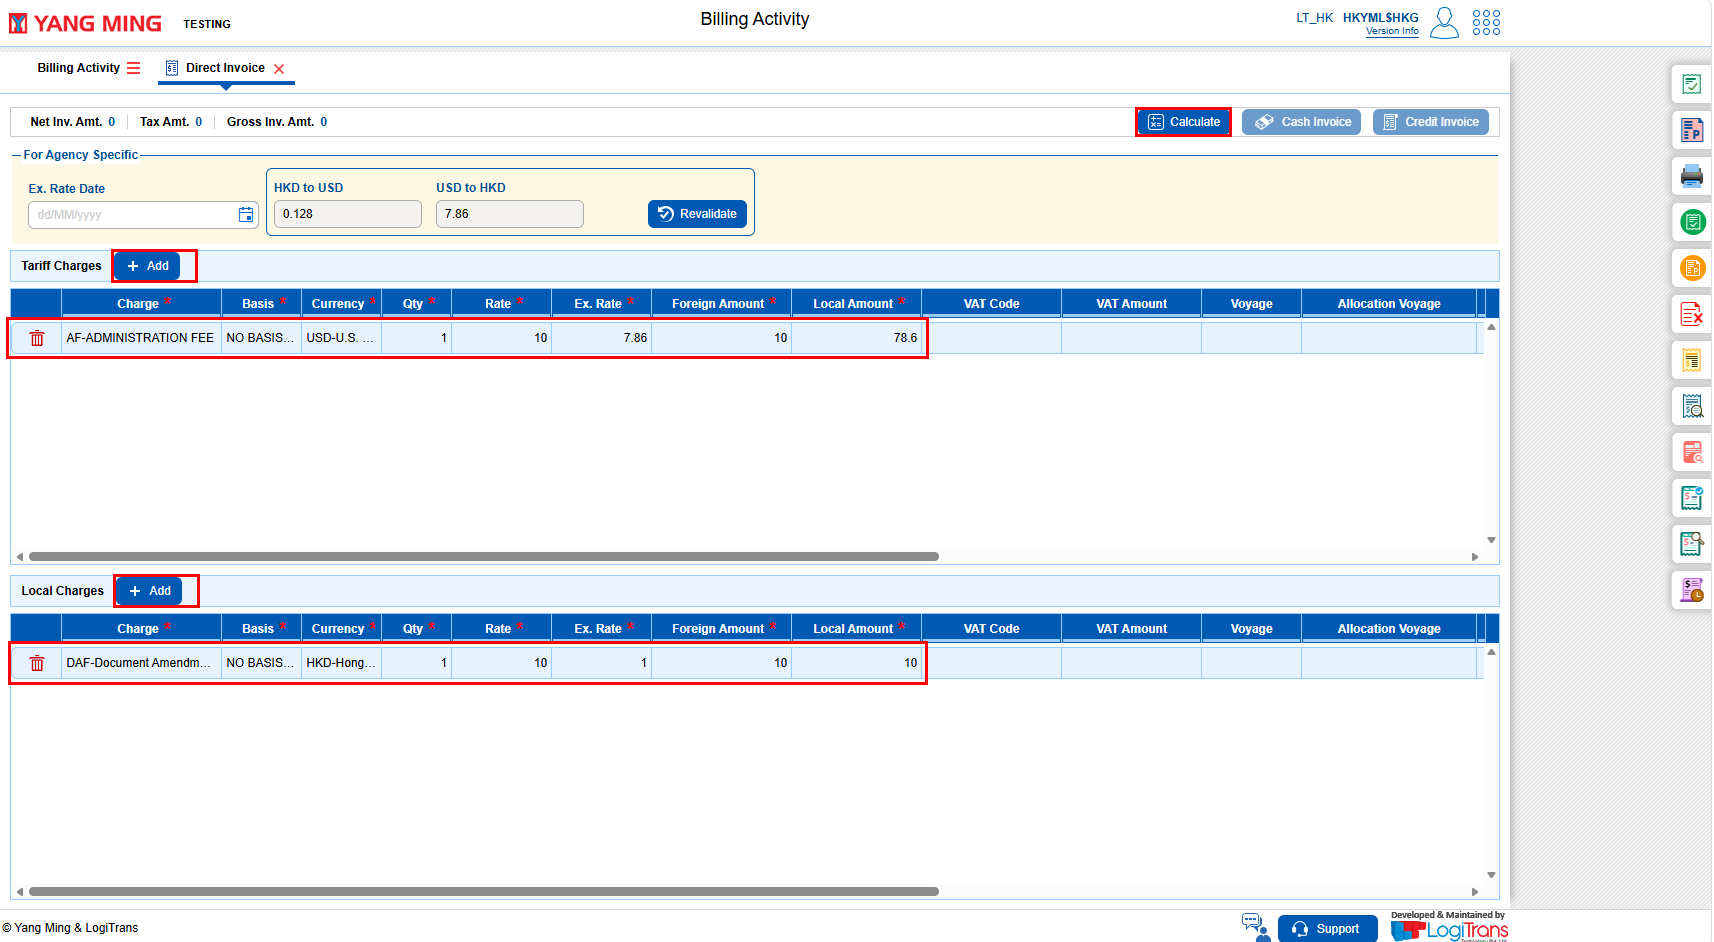 YANG MING TESTING Billing Activity LT_HK HKYML$HKG
Version Info
Billing Activity Direct Invoice
Net Inv. Amt. 0 Tax Amt. 0 Gross Inv. Amt. 0 Calculate Cash Invoice Credit Invoice
For Agency Specific
Ex. Rate Date HKD to USD USD to HKD
dd/MM/yyyy 0.128 7.86 Revalidate
Tariff Charges + Add
Charge * Basis * Currency * Qty * Rate * Ex. Rate * Foreign Amount * Local Amount * VAT Code VAT Amount Voyage Allocation Voyage
AF-ADMINISTRATION FEE NO BASIS... USD-U.S. ... 1 10 7.86 10 78.6
Local Charges + Add
Charge * Basis * Currency * Qty * Rate * Ex. Rate * Foreign Amount * Local Amount * VAT Code VAT Amount Voyage Allocation Voyage
DAF-Document Amendm... NO BASIS... HKD-Hong... 1 10 1 10 10
© Yang Ming & LogiTrans Support
Developed & Maintained by
LogiTrans
Technology Pvt. Ltd.